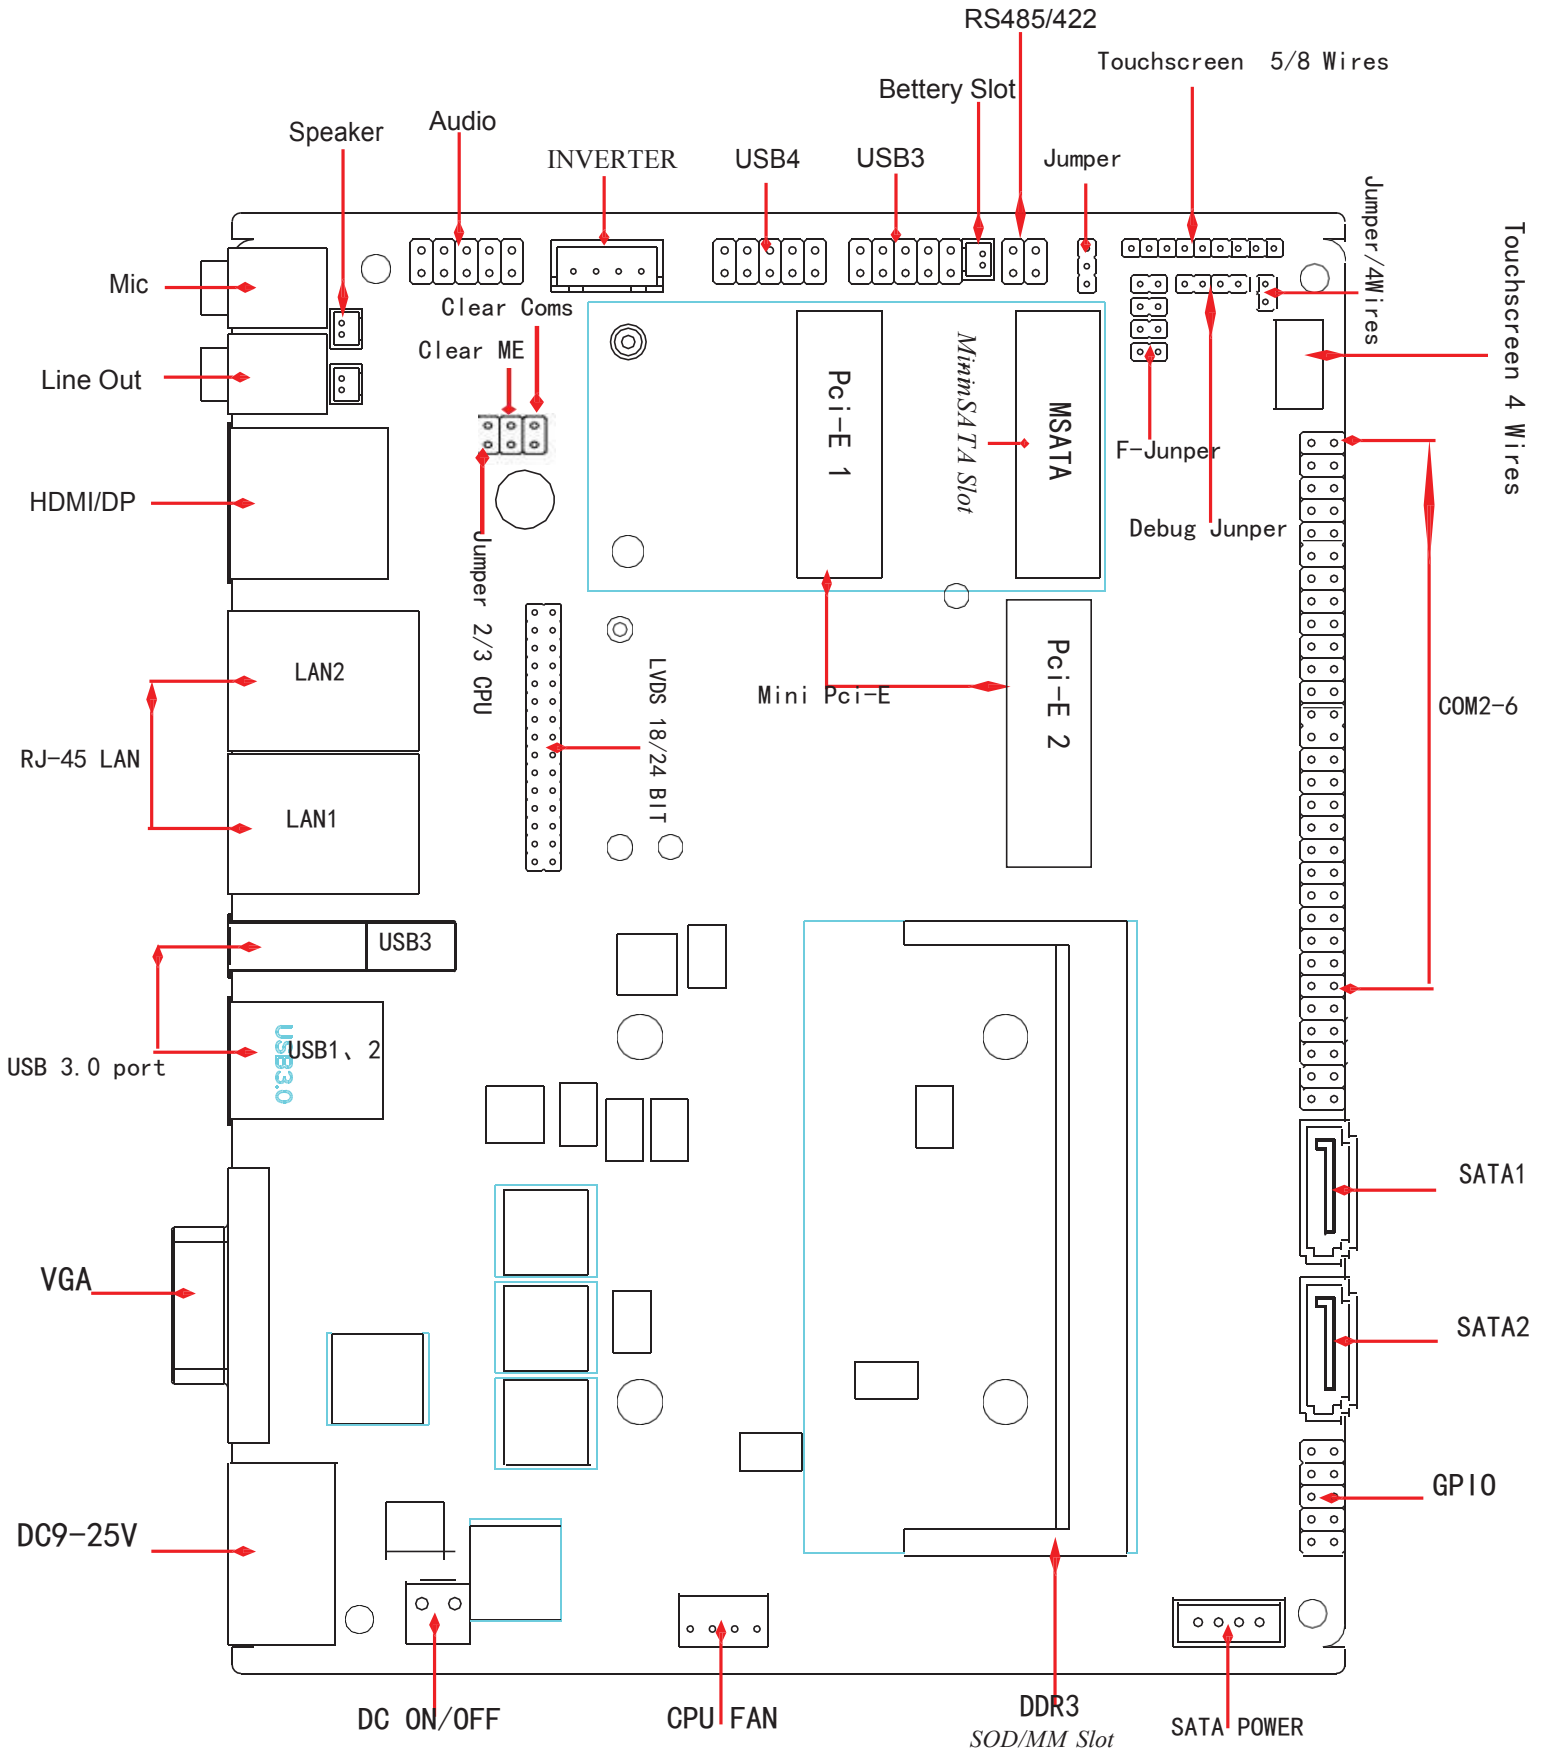 RS485/422
Touchscreen 5/8 Wires
Bettery Slot
Audio
Speaker
INVERTER
USB4
USB3
Jumper
Jumper/4Wires
Touchscreen 4 Wires
Mic
Clear Coms
Clear ME
Line Out
Pci-E 1
MinimSATA Slot
MSATA
F-Junper
HDMI/DP
Debug Junper
Jumper 2/3 CPU
LAN2
LVDS 18/24 BIT
Mini Pci-E
Pci-E 2
COM2-6
RJ-45 LAN
LAN1
USB3
USB3.0
USB1、2
USB 3.0 port
SATA1
VGA
SATA2
GPIO
DC9-25V
DC ON/OFF
CPU FAN
DDR3
SOD/MM Slot
SATA POWER